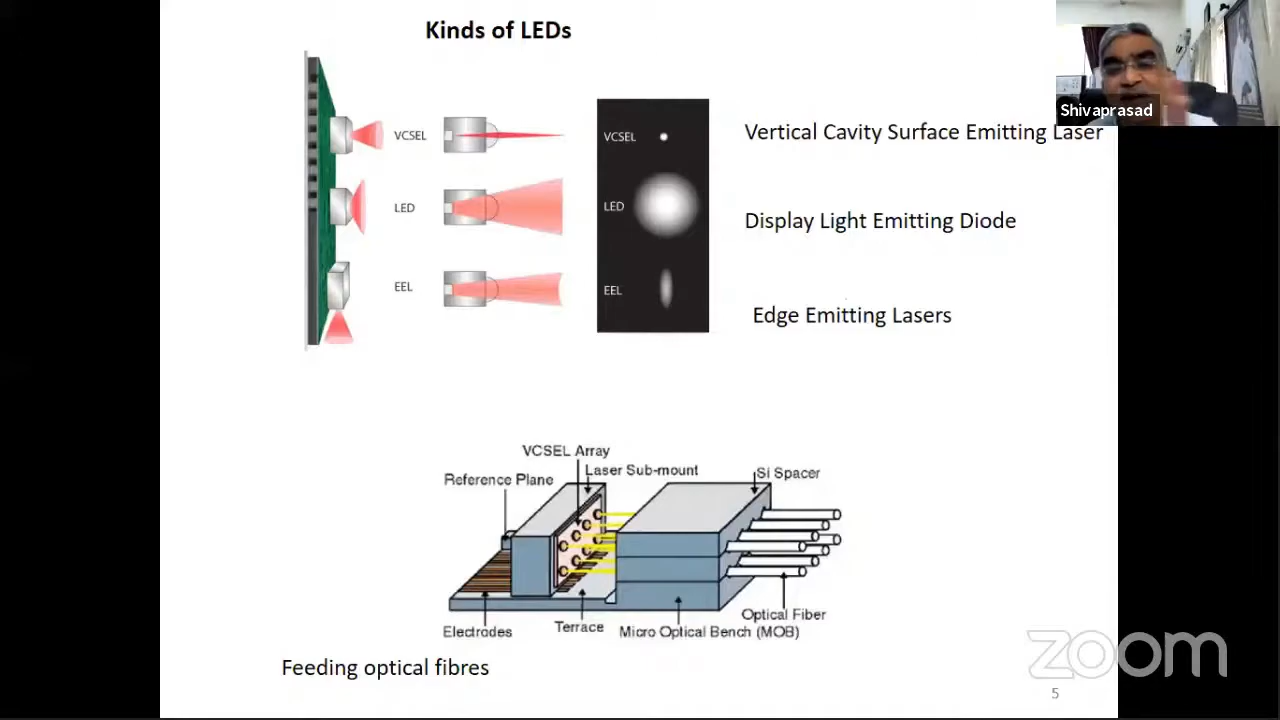 Kinds of LEDs
Shivaprasad
VCSEL
VCSEL
Vertical Cavity Surface Emitting Laser
LED
LED
Display Light Emitting Diode
EEL
EEL
Edge Emitting Lasers
VCSEL Array
Laser Sub-mount
Reference Plane
Si Spacer
Electrodes
Terrace
Micro Optical Bench (MOB)
Optical Fiber
Feeding optical fibres
zoom
5